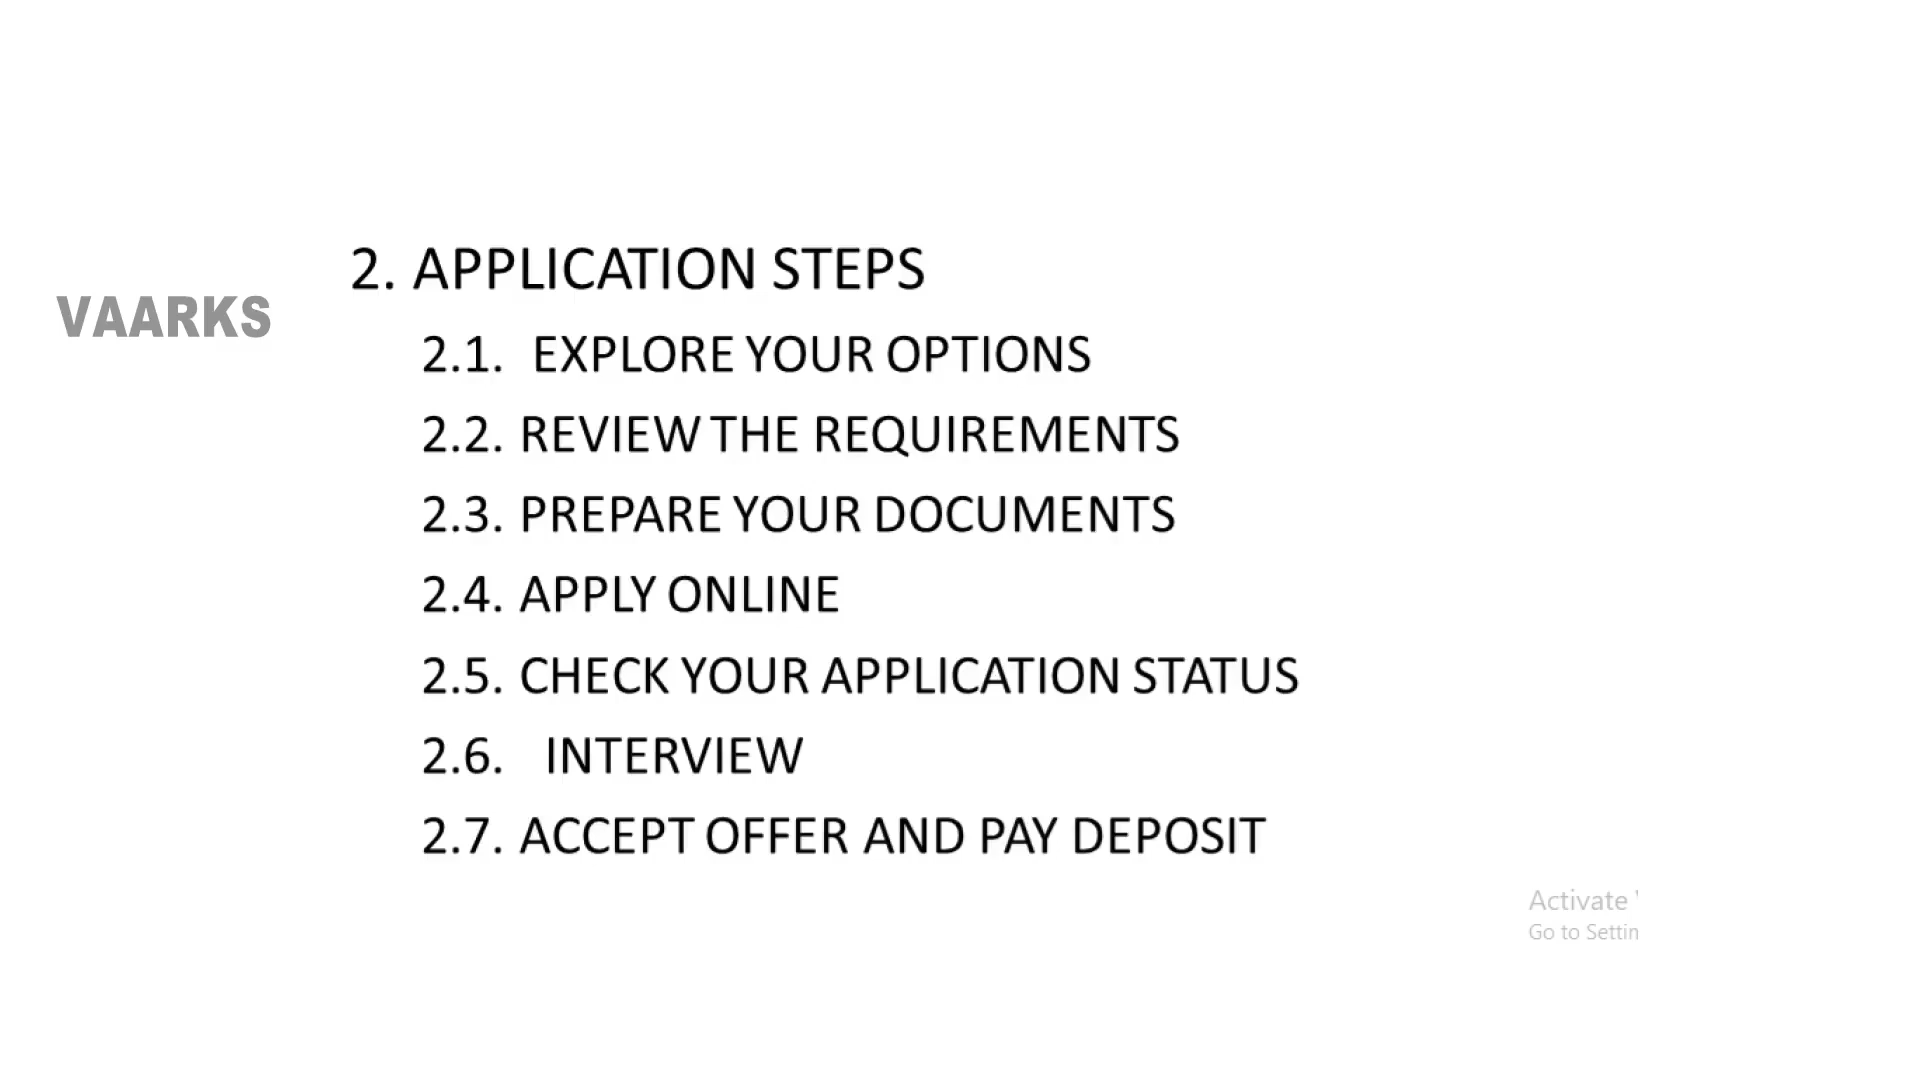 2. APPLICATION STEPS
VAARKS
2.1. EXPLORE YOUR OPTIONS
2.2. REVIEW THE REQUIREMENTS
2.3. PREPARE YOUR DOCUMENTS
2.4. APPLY ONLINE
2.5. CHECK YOUR APPLICATION STATUS
2.6. INTERVIEW
2.7. ACCEPT OFFER AND PAY DEPOSIT
Activate
Go to Settin